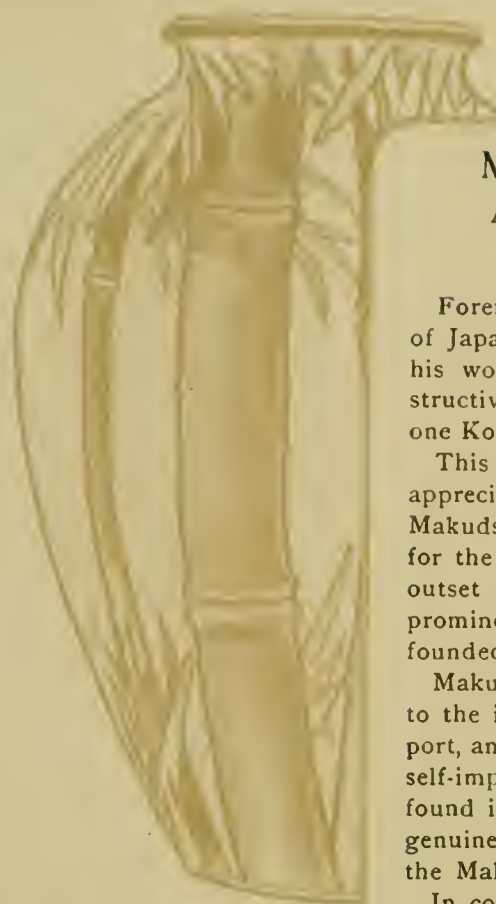 M
Fore
of Japa
his wo
structiv
one Ko
This
appreci
Makuds
for the
outset
promine
founded
Maku
to the i
port, an
self-imp
found i
genuine
the Mal
In co